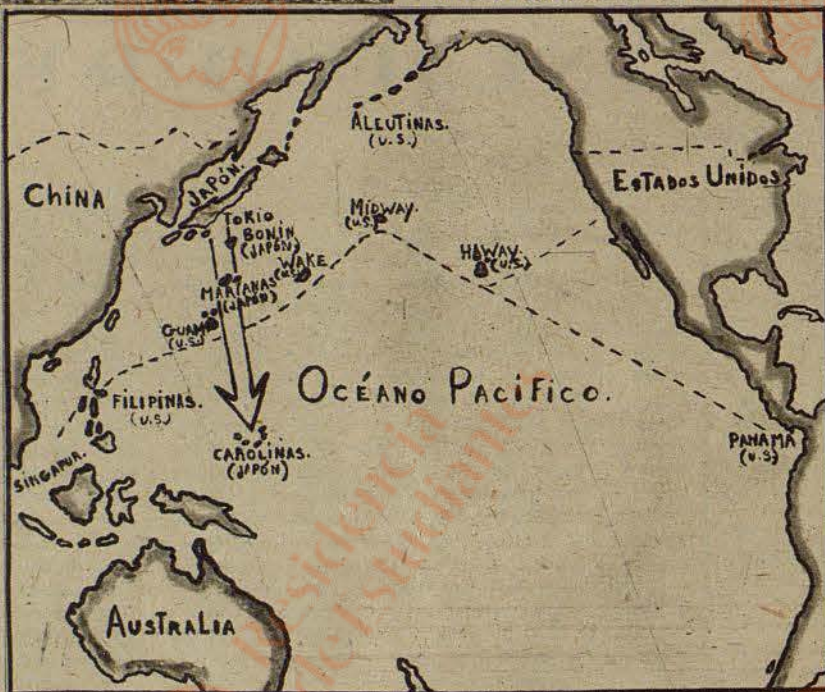 ALEUTINAS.
(U.S.)
ESTADOS UNIDOS
CHINA
JAPÓN.
TOKIO
BONIN
(JAPÓN)
MIDWAY.
(U.S.)
WAKE
(U.S.)
HAWAY.
(U.S.)
MARIANAS
(JAPÓN)
GUAM
(U.S.)
OCÉANO PACÍFICO.
FILIPINAS.
(U.S.)
CAROLINAS.
(JAPÓN)
PANAMÁ
(U.S)
SINGAPUR.
AUSTRALIA
Residencia
de Estudiantes